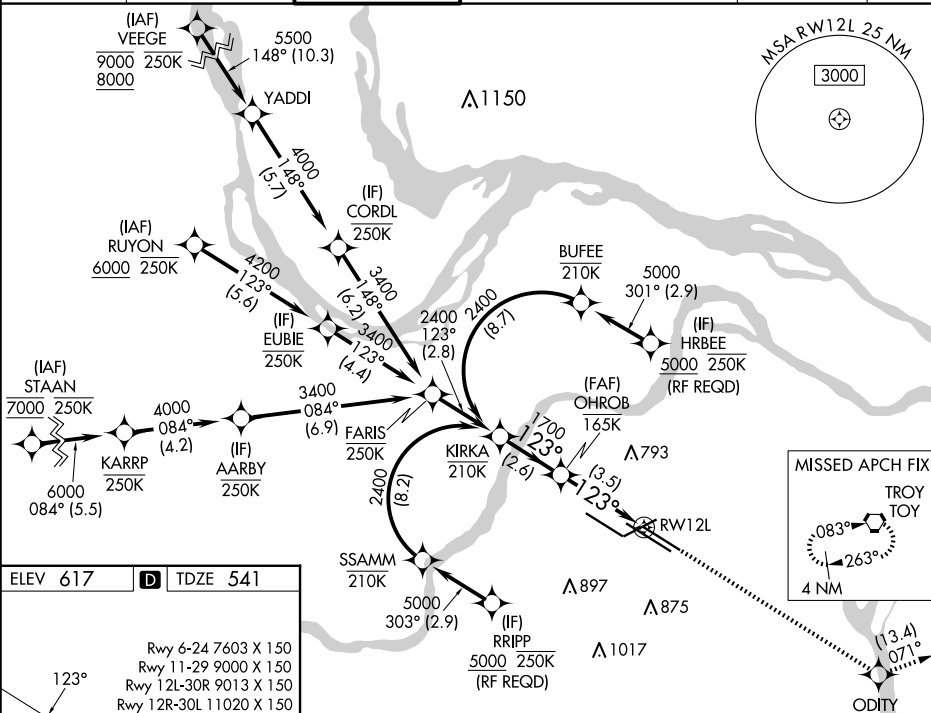 (IAF)
VEEGE
9000 250K
8000
5500
148° (10.3)
YADDI
MSA RW12L 25 NM
3000
1150
4000
148°
(5.7)
(IF)
CORDL
250K
(IAF)
RUYON
6000 250K
4200
123°
(5.6)
3400
148°
(6.2)
BUFEE
210K
5000
301° (2.9)
(IF)
HRBEE
5000 250K
(RF REQD)
2400
(8.7)
(IF)
EUBIE
250K
3400
123°
(4.4)
2400
123°
(2.8)
(IAF)
STAAN
7000 250K
6000
084° (5.5)
KARRP
250K
4000
084°
(4.2)
(IF)
AARBY
250K
3400
084°
(6.9)
FARIS
250K
KIRKA
210K
(FAF)
OHROB
165K
1700
123°
(2.6)
793
(3.5)
123°
RW12L
2400
(8.2)
SSAMM
210K
5000
303° (2.9)
(IF)
RRIPP
5000 250K
(RF REQD)
897
875
1017
MISSED APCH FIX
TROY
TOY
083°
263°
4 NM
(13.4)
071°
ODITY
ELEV 617 D TDZE 541
Rwy 6-24 7603 X 150
Rwy 11-29 9000 X 150
Rwy 12L-30R 9013 X 150
Rwy 12R-30L 11020 X 150
123°